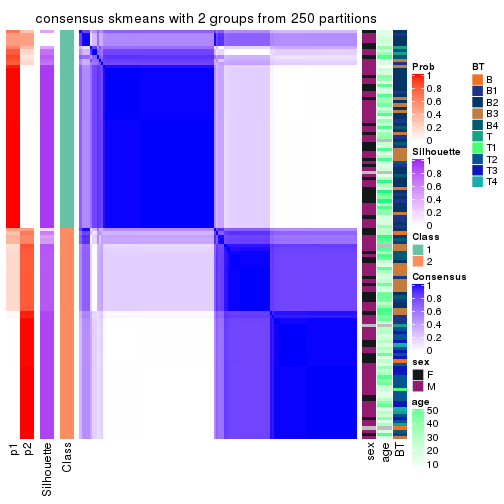 consensus skmeans with 2 groups from 250 partitions
Prob
1
0.8
0.6
0.4
0.2
0
Silhouette
1
0.8
0.6
0.4
0.2
0
Class
1
2
Consensus
1
0.8
0.6
0.4
0.2
0
sex
F
M
age
50
40
30
20
10
BT
B
B1
B2
B3
B4
T
T1
T2
T3
T4
p1
p2
Silhouette
Class
sex
age
BT